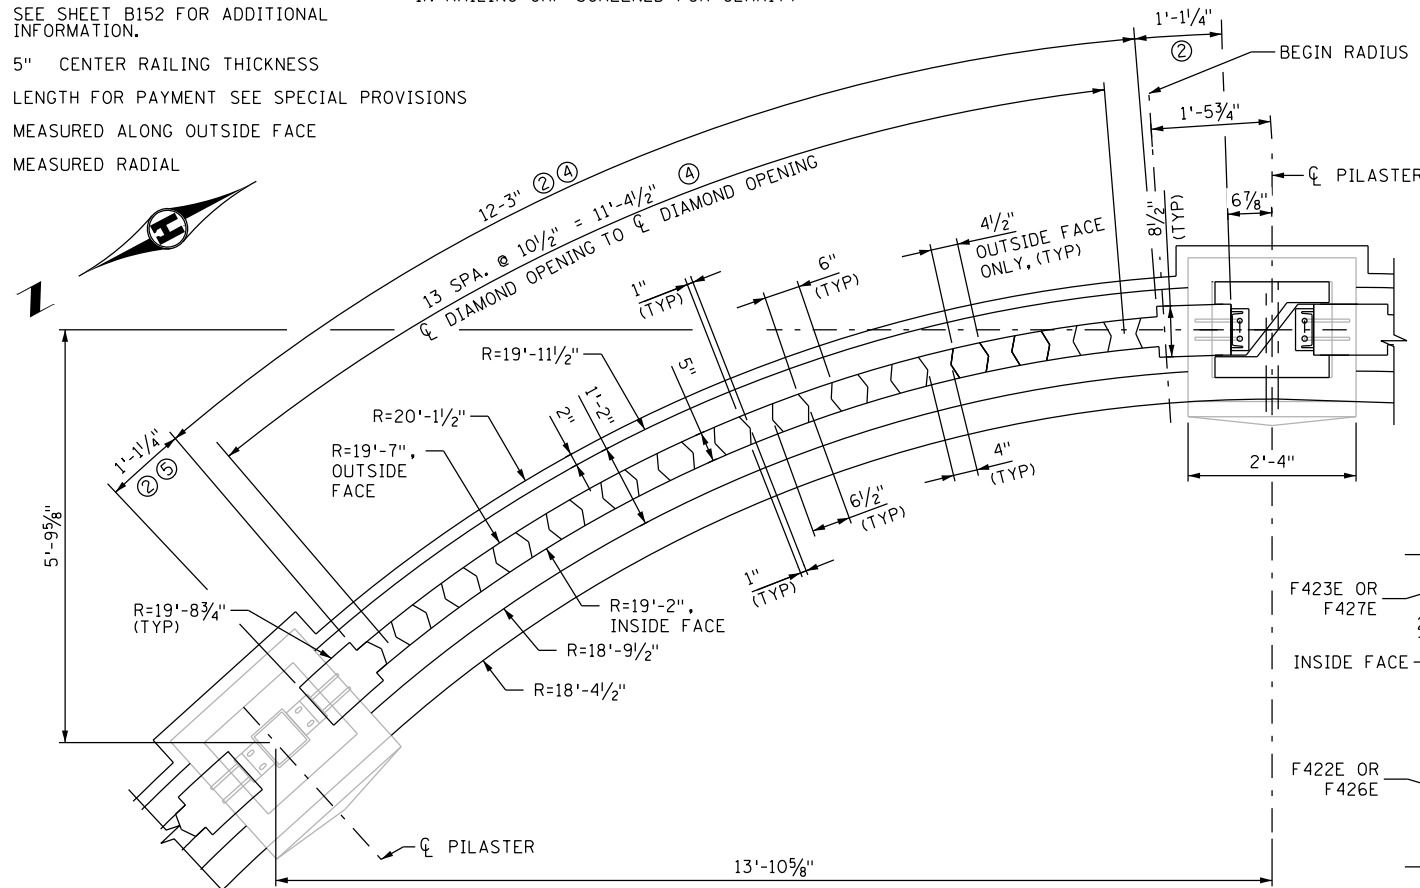 SEE SHEET B152 FOR ADDITIONAL
INFORMATION.
5" CENTER RAILING THICKNESS
LENGTH FOR PAYMENT SEE SPECIAL PROVISIONS
MEASURED ALONG OUTSIDE FACE
MEASURED RADIAL
N
1'-1¼"
②
BEGIN RADIUS
1'-5¾"
℄ PILASTER
6⅞"
8½"
(TYP)
12-3" ② ④
13 SPA. @ 10½" = 11'-4½" ④
℄ DIAMOND OPENING TO ℄ DIAMOND OPENING
4½"
OUTSIDE FACE
ONLY, (TYP)
6"
(TYP)
1"
(TYP)
R=19'-11½"
5"
1'-2"
2"
R=20'-1½"
R=19'-7",
OUTSIDE
FACE
1'-1¼"
② ⑤
5'-9⅝"
2'-4"
4"
(TYP)
6½"
(TYP)
1"
(TYP)
R=19'-8¾"
(TYP)
R=19'-2",
INSIDE FACE
R=18'-9½"
R=18'-4½"
F423E OR
F427E
INSIDE FACE
F422E OR
F426E
℄ PILASTER
13'-10⅝"